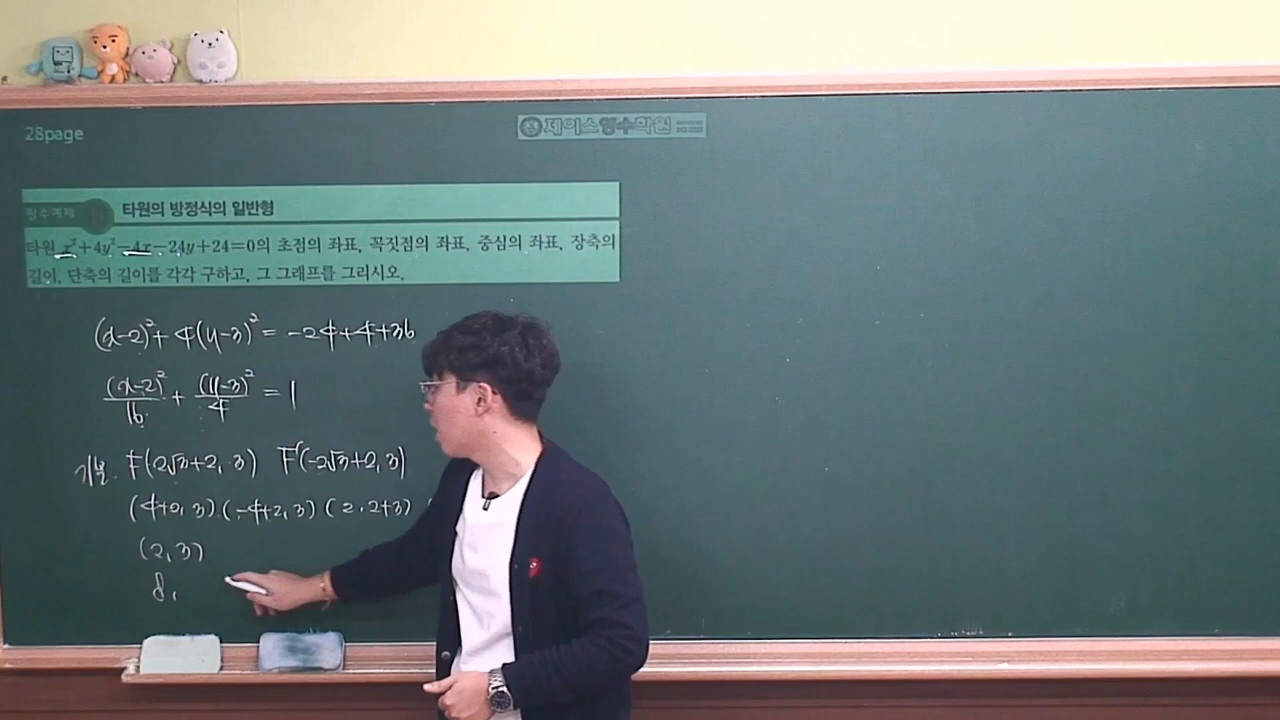 28page
제이스영수학원
필수예제
타원의 방정식의 일반형
타원 x²+4y²-4x-24y+24=0의 초점의 좌표, 꼭짓점의 좌표, 중심의 좌표, 장축의
길이, 단축의 길이를 각각 구하고, 그 그래프를 그리시오.
(x-2)²+4(y-3)²=-24+4+36
(x-2)²/16 + (y-3)²/4 = 1
기본. F(2√3+2, 3) F'(-2√3+2, 3)
(-4+2, 3) (2, 2+3)
(2, 3)
8,